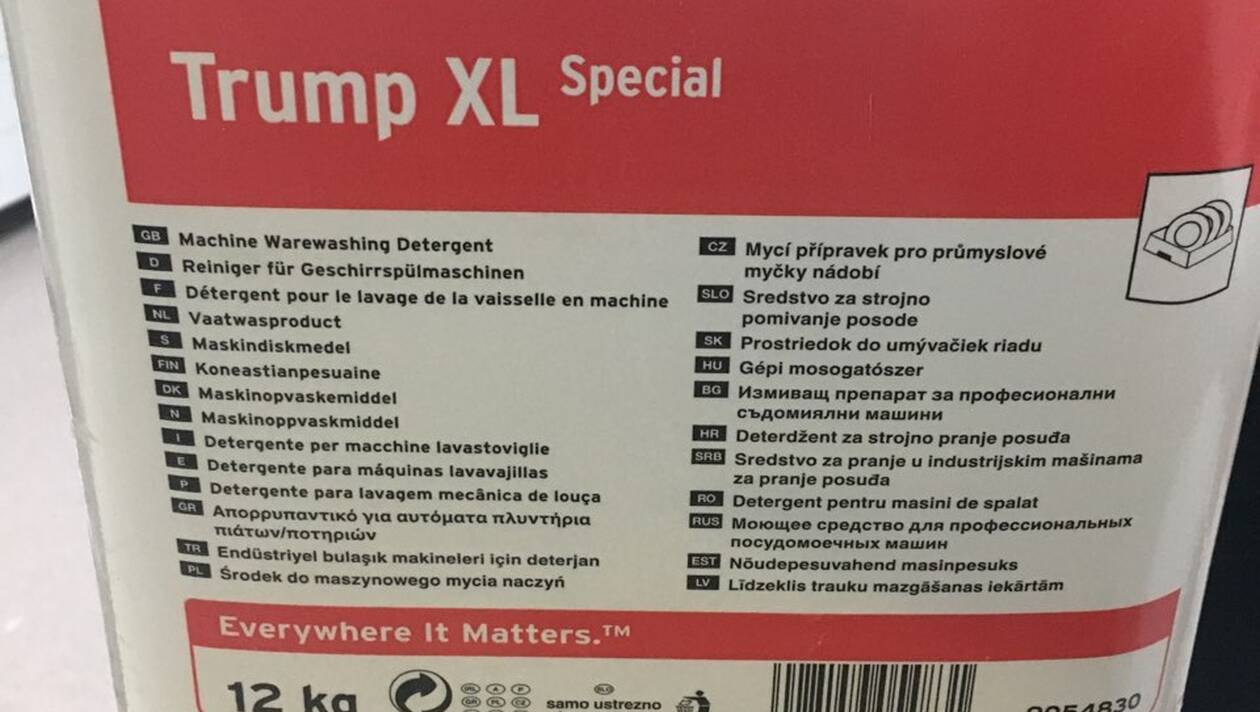 Trump XL Special
GB Machine Warewashing Detergent
D Reiniger für Geschirrspülmaschinen
F Détergent pour le lavage de la vaisselle en machine
NL Vaatwasproduct
S Maskindiskmedel
FIN Koneastianpesuaine
DK Maskinopvaskemiddel
N Maskinoppvaskmiddel
I Detergente per macchine lavastoviglie
E Detergente para máquinas lavavajillas
P Detergente para lavagem mecânica de louça
GR Απορρυπαντικό για αυτόματα πλυντήρια
πιάτων/ποτηριών
TR Endüstriyel bulaşık makineleri için deterjan
PL Środek do maszynowego mycia naczyń
CZ Mycí přípravek pro průmyslové
myčky nádobí
SLO Sredstvo za strojno
pomivanje posode
SK Prostriedok do umývačiek riadu
HU Gépi mosogatószer
BG Измиващ препарат за професионални
съдомиялни машини
HR Deterdžent za strojno pranje posuđa
SRB Sredstvo za pranje u industrijskim mašinama
za pranje posuđa
RO Detergent pentru masini de spalat
RUS Моющее средство для профессиональных
посудомоечных машин
EST Nõudepesuvahend masinpesuks
LV Līdzeklis trauku mazgāšanas iekārtām
Everywhere It Matters.™
12 kg
SLO
samo ustrezno
9054830